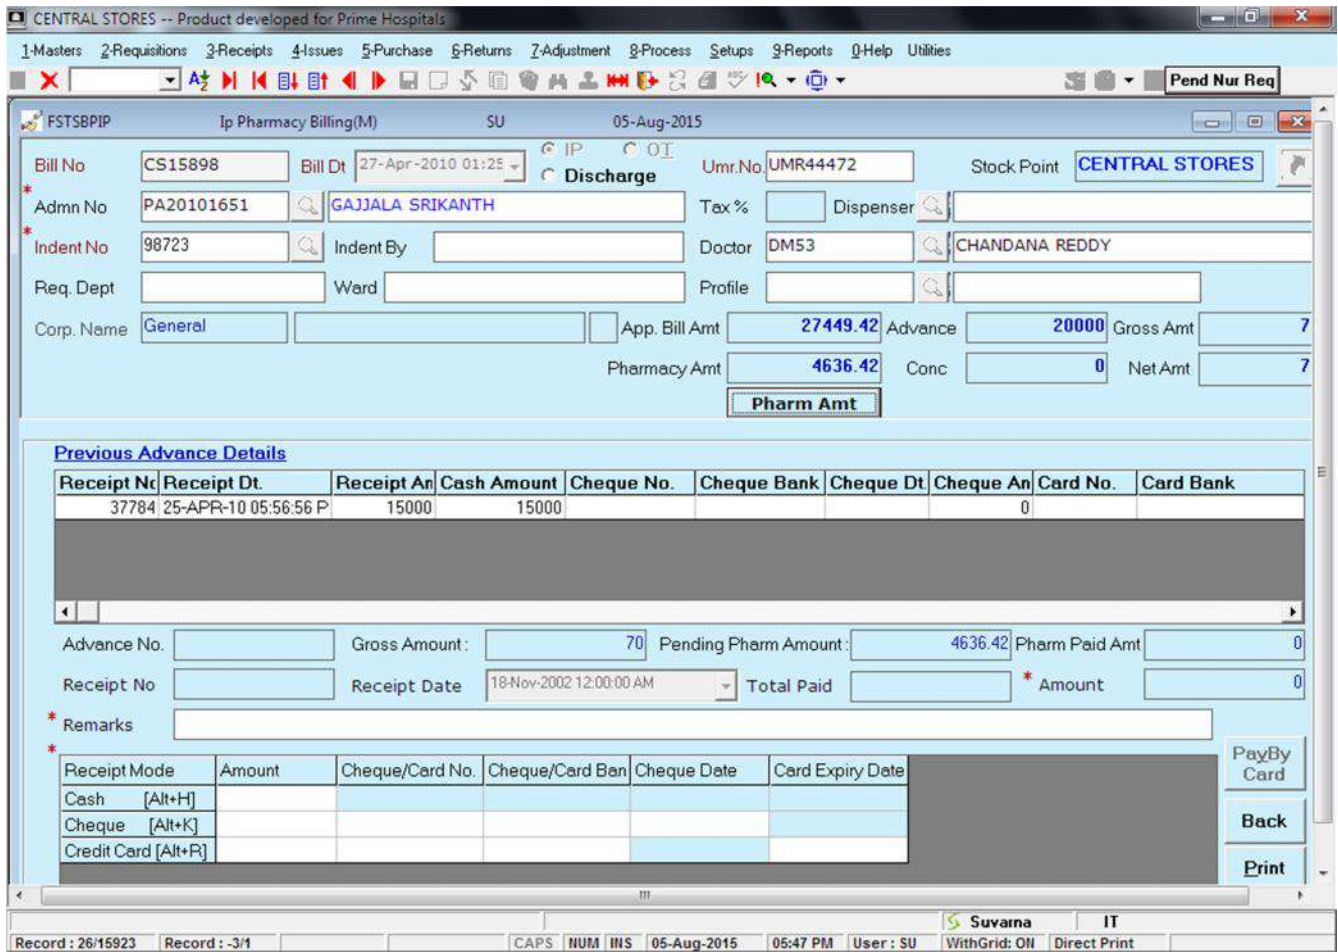 CENTRAL STORES -- Product developed for Prime Hospitals
1-Masters 2-Requisitions 3-Receipts 4-Issues 5-Purchase 6-Returns 7-Adjustment 8-Process Setups 9-Reports 0-Help Utilities
Pend Nur Req
FSTSBPIP Ip Pharmacy Billing(M) SU 05-Aug-2015
Bill No CS15898 Bill Dt 27-Apr-2010 01:25 IP OT Discharge Umr.No. UMR44472 Stock Point CENTRAL STORES
* Admn No PA20101651 GAJJALA SRIKANTH Tax % Dispenser
* Indent No 98723 Indent By Doctor DM53 CHANDANA REDDY
Req. Dept Ward Profile
Corp. Name General App. Bill Amt 27449.42 Advance 20000 Gross Amt 7
Pharmacy Amt 4636.42 Conc 0 Net Amt 7
Pharm Amt
Previous Advance Details
Receipt No Receipt Dt. Receipt An Cash Amount Cheque No. Cheque Bank Cheque Dt Cheque An Card No. Card Bank
37784 25-APR-10 05:56:56 P 15000 15000 0
Advance No. Gross Amount : 70 Pending Pharm Amount : 4636.42 Pharm Paid Amt 0
Receipt No Receipt Date 18-Nov-2002 12:00:00 AM Total Paid * Amount 0
* Remarks
*
Receipt Mode Amount Cheque/Card No. Cheque/Card Ban Cheque Date Card Expiry Date
Cash [Alt+H]
Cheque [Alt+K]
Credit Card [Alt+R]
PayBy Card
Back
Print
Suvarna IT
Record : 26/15923 Record : -3/1 CAPS NUM INS 05-Aug-2015 05:47 PM User : SU WithGrid: ON Direct Print